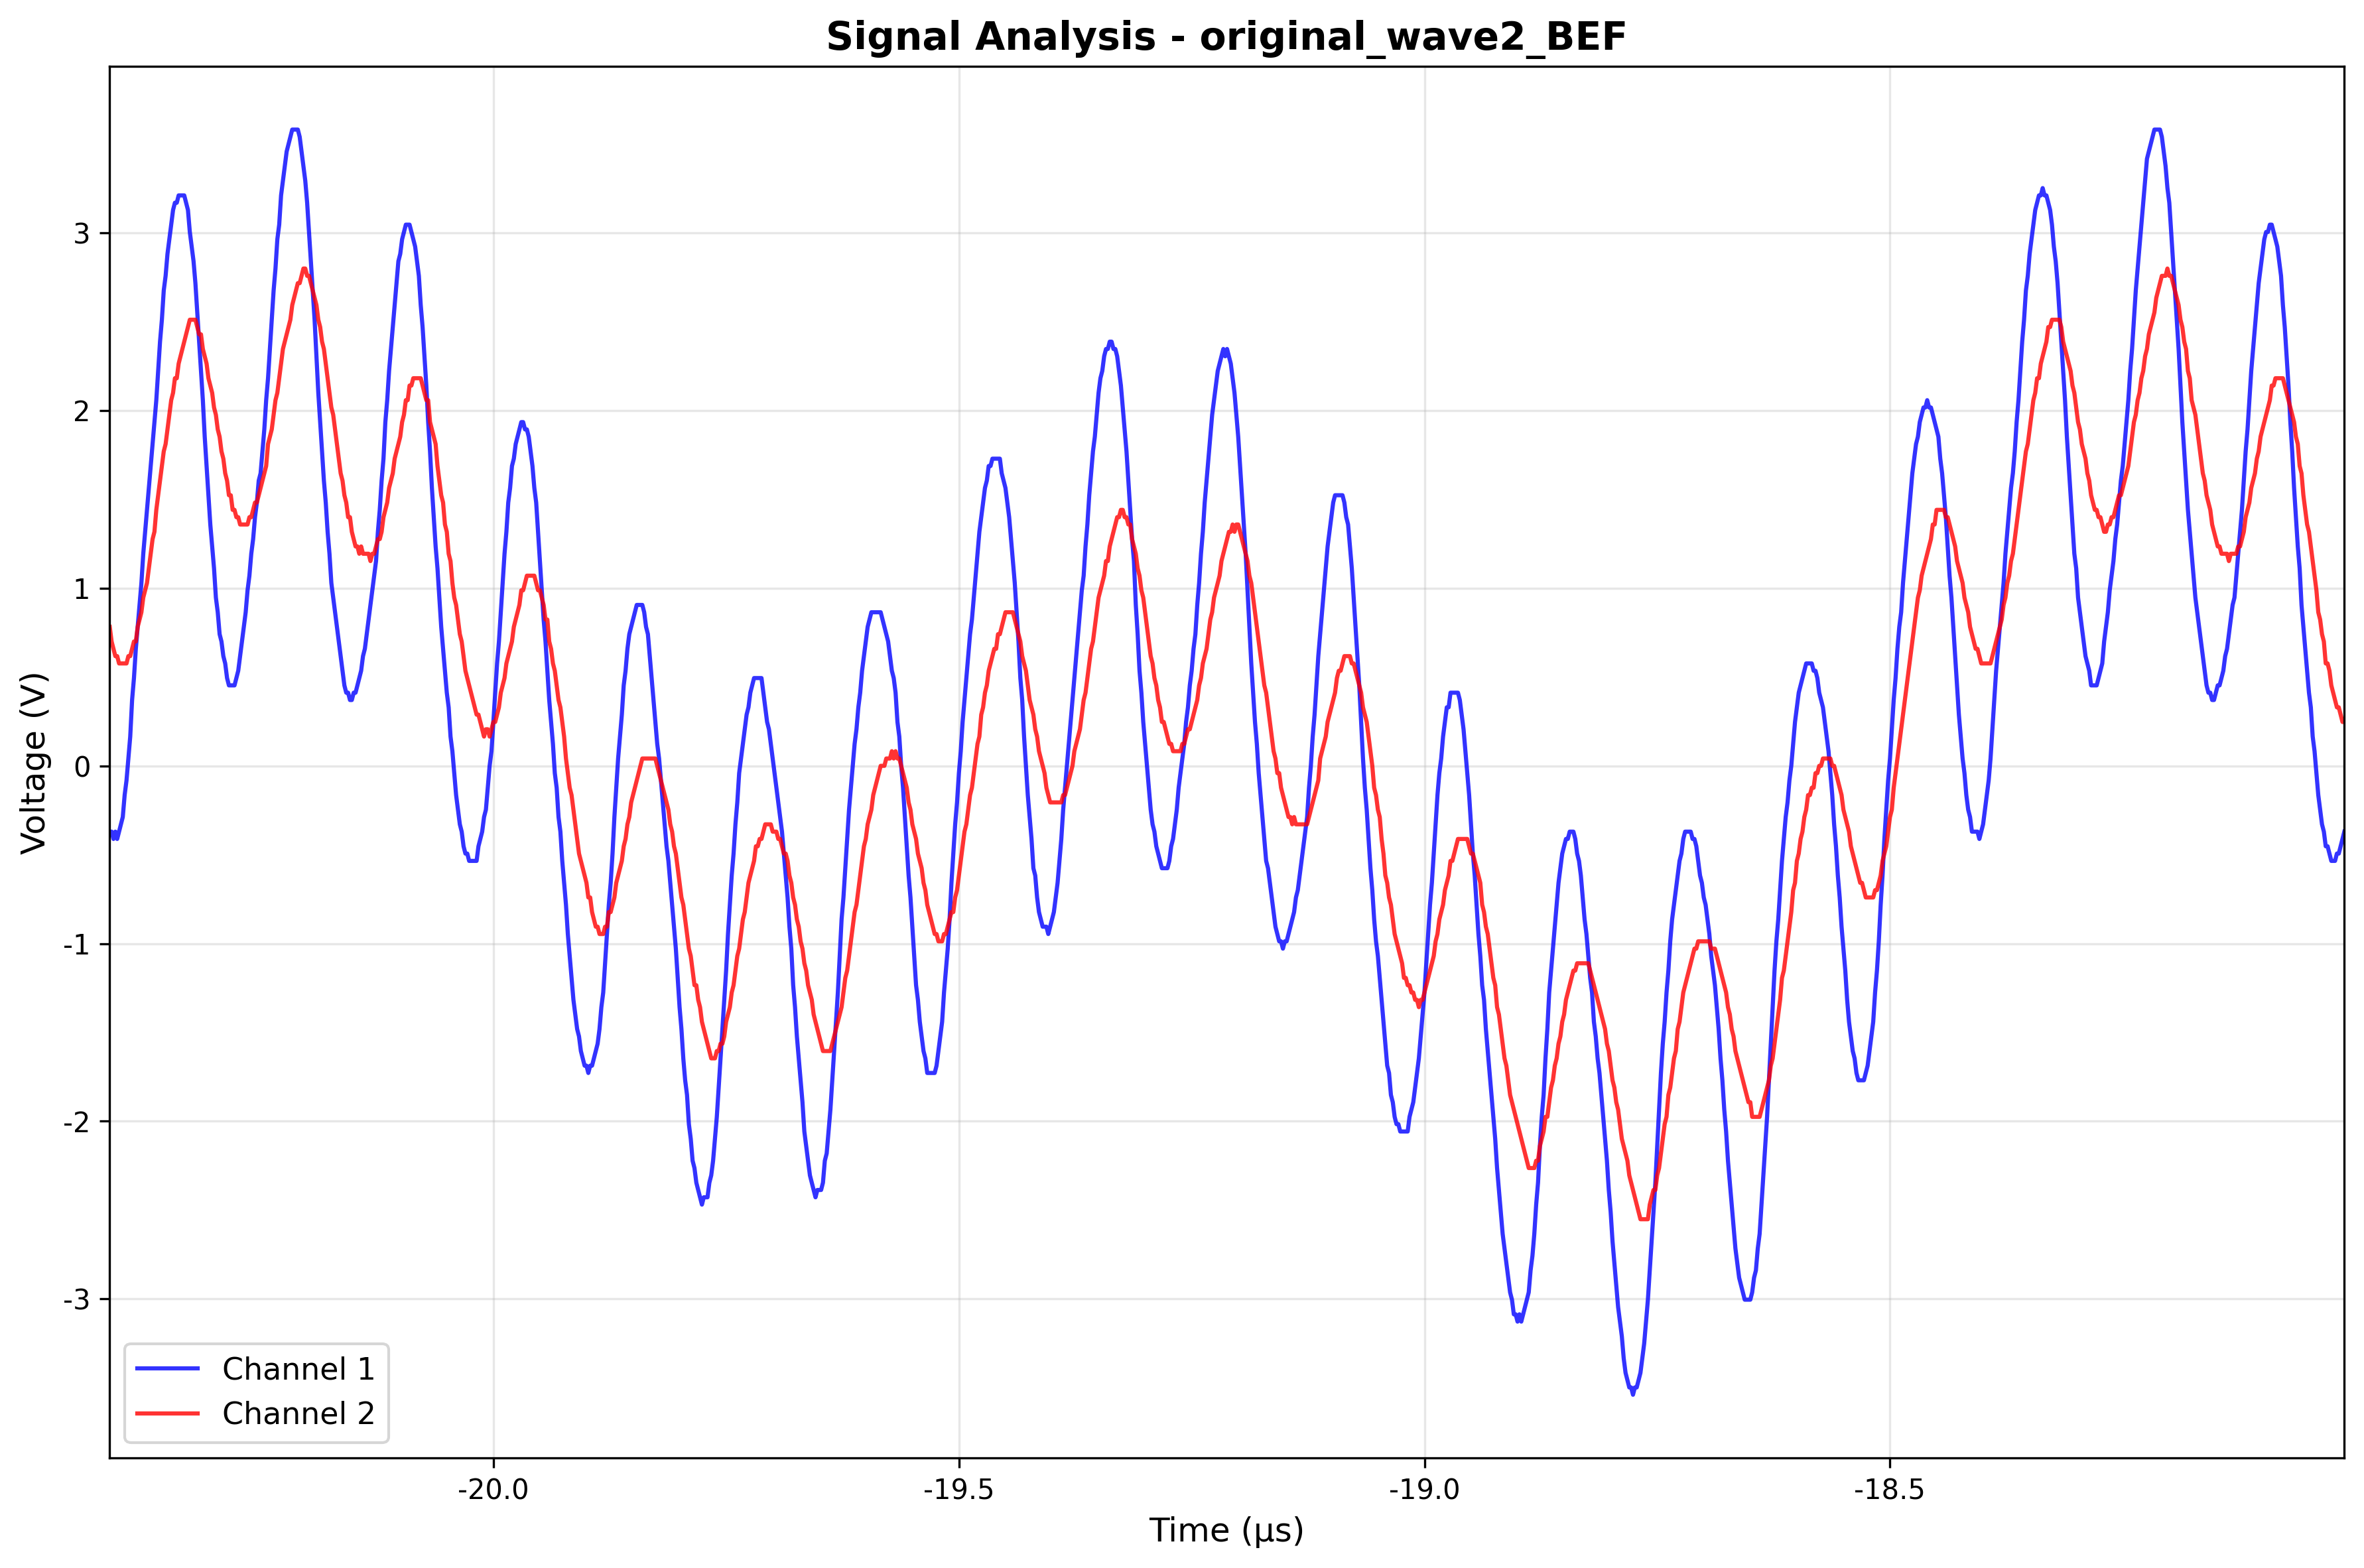 Signal Analysis - original_wave2_BEF
Voltage (V)
3
2
1
0
-1
-2
-3
Channel 1
Channel 2
-20.0
-19.5
-19.0
-18.5
Time (µs)